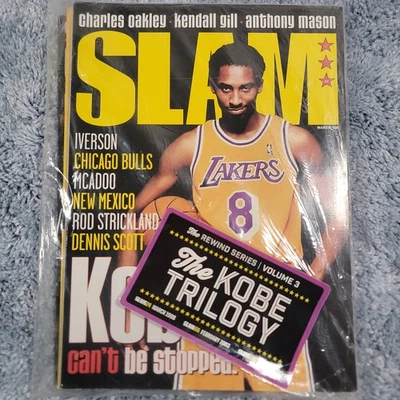 charles oakley · kendall gill · anthony mason
SLAM
MARCH
IVERSON
CHICAGO BULLS
MCADOO
NEW MEXICO
ROD STRICKLAND
DENNIS SCOTT
LAKERS
8
The REWIND SERIES / VOLUME 3
The KOBE
TRILOGY
Kob
can't be stopped.